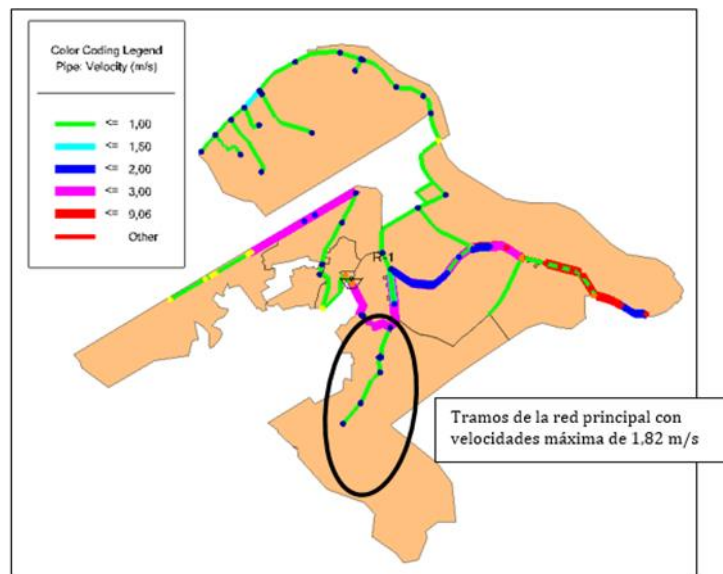 Color Coding Legend
Pipe: Velocity (m/s)
<= 1,00
<= 1,50
<= 2,00
<= 3,00
<= 9,06
Other
R-1
Tramos de la red principal con
velocidades máxima de 1,82 m/s